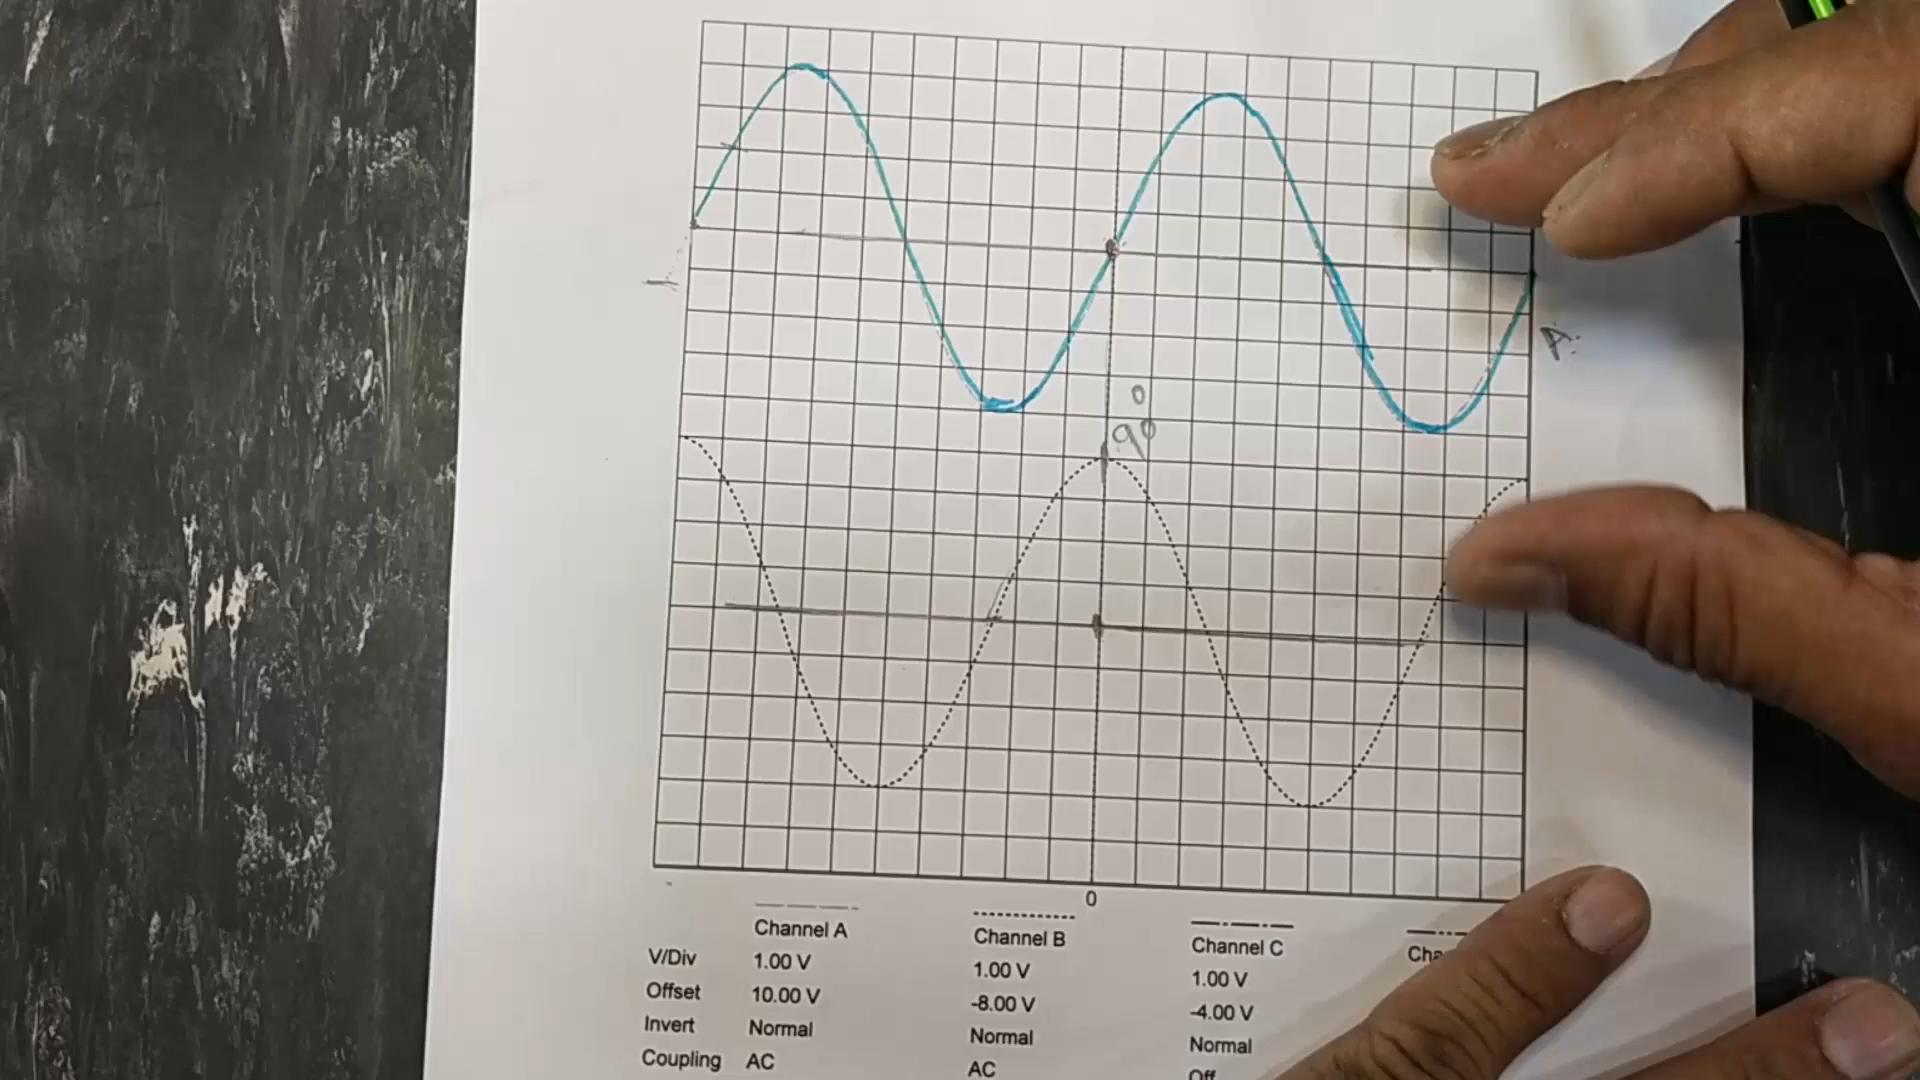 A.
90°
0
Channel A Channel B Channel C
V/Div 1.00 V 1.00 V 1.00 V
Offset 10.00 V -8.00 V -4.00 V
Invert Normal Normal Normal
Coupling AC AC Off